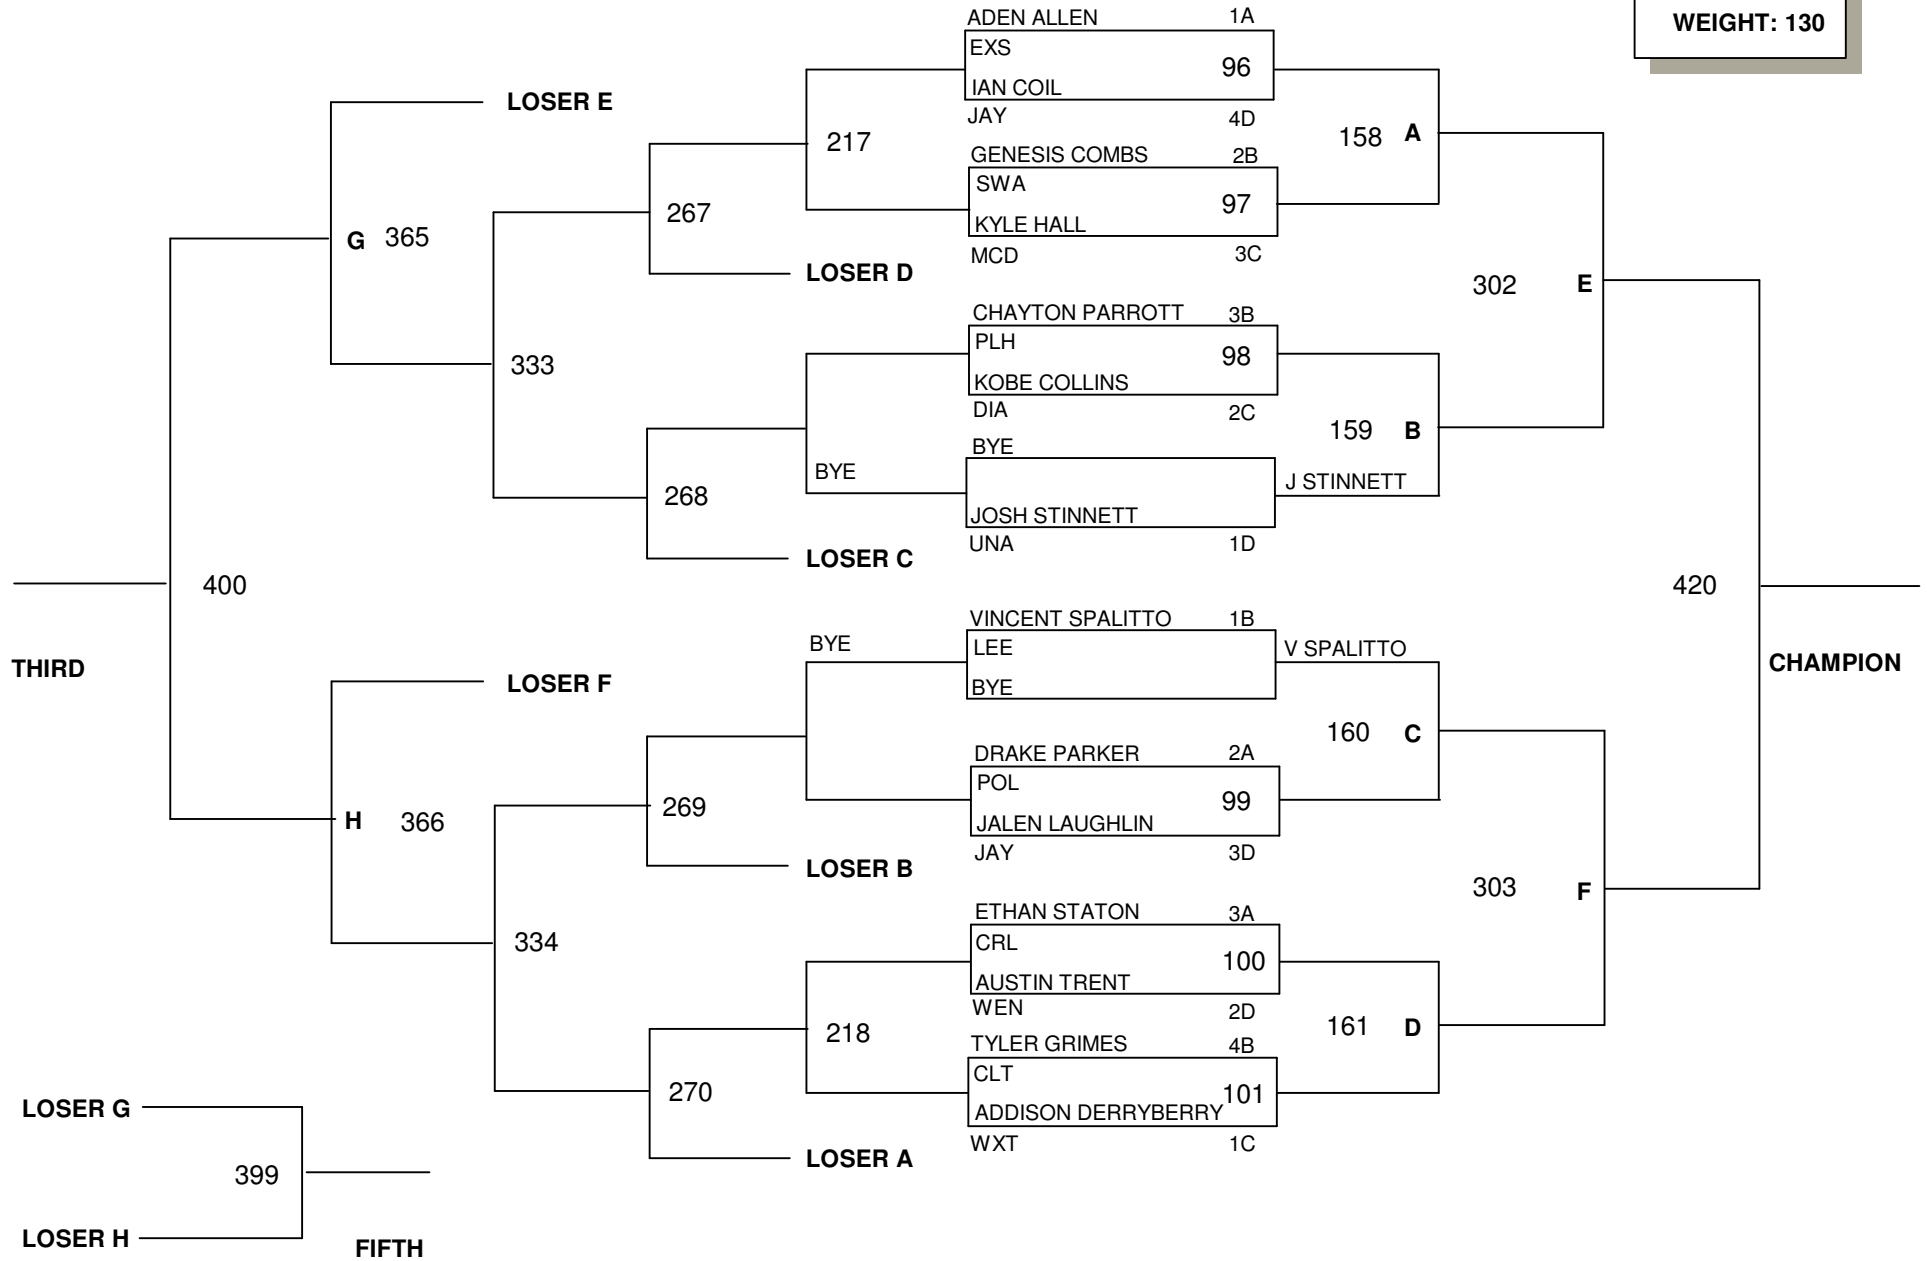 WEIGHT: 130
ADEN ALLEN 1A
EXS
96
IAN COIL
JAY 4D
LOSER E
217
158 A
GENESIS COMBS 2B
SWA
97
KYLE HALL
MCD 3C
267
G 365
LOSER D
302 E
CHAYTON PARROTT 3B
PLH
98
KOBE COLLINS
DIA 2C
333
159 B
BYE
BYE
J STINNETT
268
JOSH STINNETT
UNA 1D
LOSER C
400
420
THIRD
CHAMPION
VINCENT SPALITTO 1B
BYE
LEE
V SPALITTO
BYE
LOSER F
160 C
DRAKE PARKER 2A
POL
99
269
JALEN LAUGHLIN
JAY 3D
H 366
LOSER B
303 F
ETHAN STATON 3A
CRL
100
AUSTIN TRENT
WEN 2D
334
218
161 D
TYLER GRIMES 4B
CLT
101
ADDISON DERRYBERRY
WXT 1C
270
LOSER A
LOSER G
399
LOSER H
FIFTH